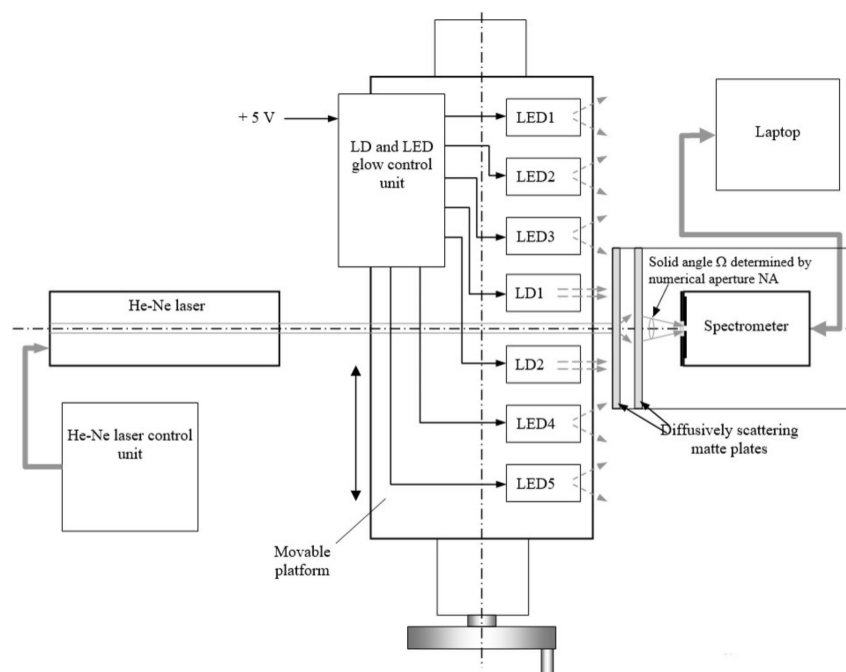 + 5 V
LD and LED
glow control
unit
LED1
LED2
LED3
LD1
LD2
LED4
LED5
Laptop
Solid angle Ω determined by
numerical aperture NA
Spectrometer
He-Ne laser
He-Ne laser control
unit
Diffusively scattering
matte plates
Movable
platform